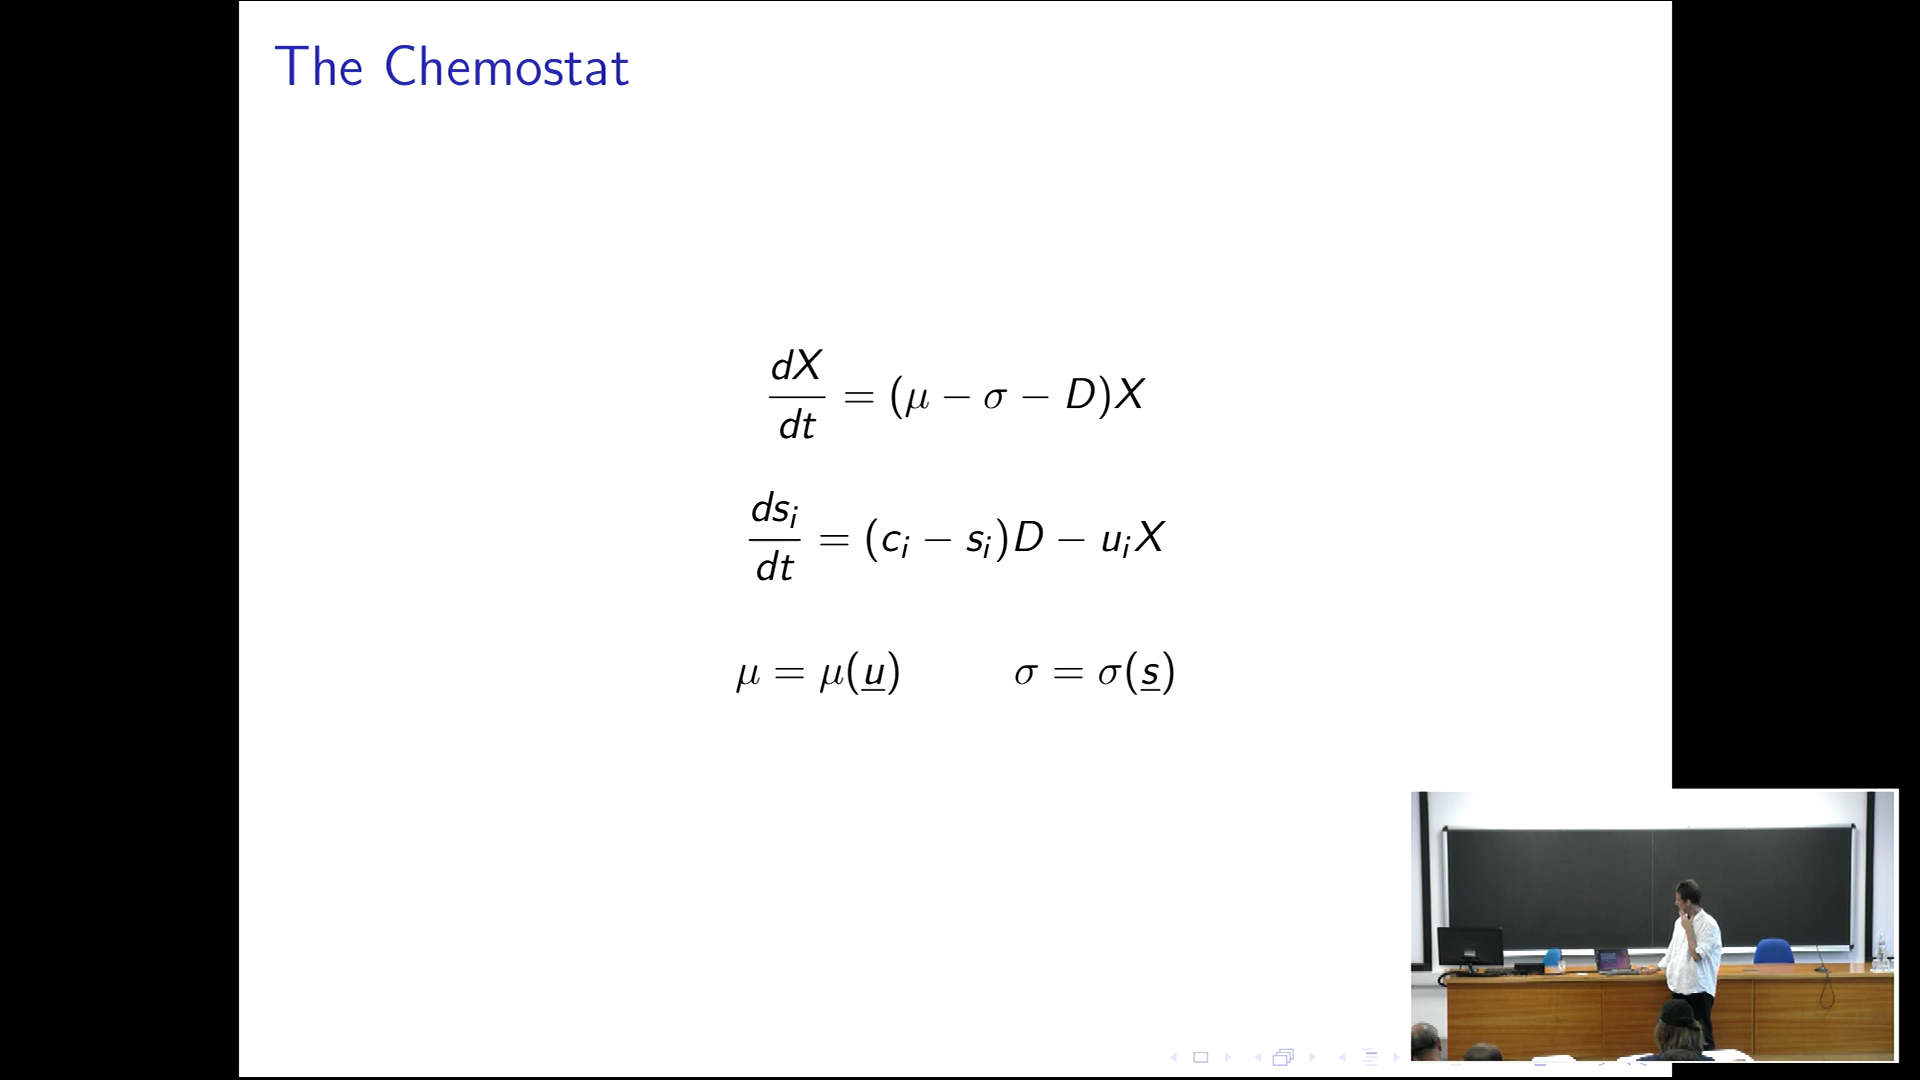 The Chemostat
dX/dt = (μ − σ − D)X
ds_i/dt = (c_i − s_i)D − u_iX
μ = μ(u̲) σ = σ(s̲)